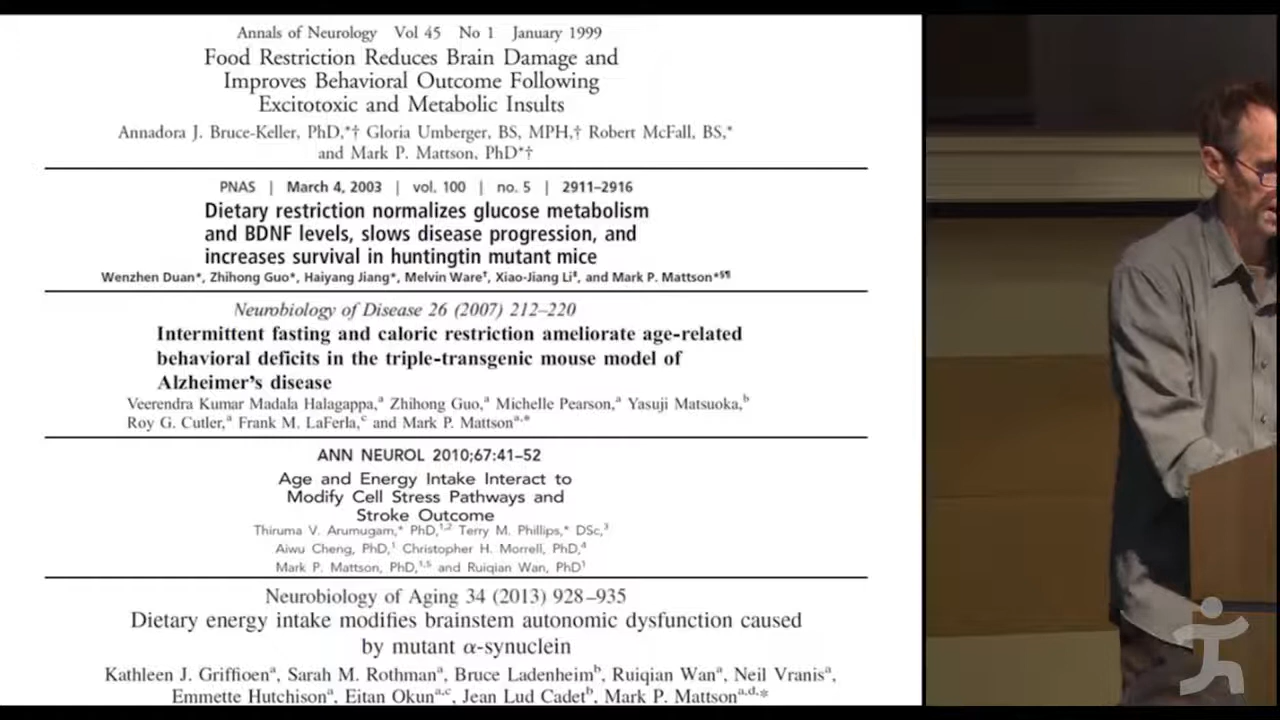 Annals of Neurology Vol 45 No 1 January 1999
Food Restriction Reduces Brain Damage and
Improves Behavioral Outcome Following
Excitotoxic and Metabolic Insults
Annadora J. Bruce-Keller, PhD,*† Gloria Umberger, BS, MPH,† Robert McFall, BS,*
and Mark P. Mattson, PhD*†
PNAS | March 4, 2003 | vol. 100 | no. 5 | 2911–2916
Dietary restriction normalizes glucose metabolism
and BDNF levels, slows disease progression, and
increases survival in huntingtin mutant mice
Wenzhen Duan*, Zhihong Guo*, Haiyang Jiang*, Melvin Ware†, Xiao-Jiang Li‡, and Mark P. Mattson*§¶
Neurobiology of Disease 26 (2007) 212–220
Intermittent fasting and caloric restriction ameliorate age-related
behavioral deficits in the triple-transgenic mouse model of
Alzheimer's disease
Veerendra Kumar Madala Halagappa,a Zhihong Guo,a Michelle Pearson,a Yasuji Matsuoka,b
Roy G. Cutler,a Frank M. LaFerla,c and Mark P. Mattsona,*
ANN NEUROL 2010;67:41–52
Age and Energy Intake Interact to
Modify Cell Stress Pathways and
Stroke Outcome
Thiruma V. Arumugam,* PhD,1,2 Terry M. Phillips,* DSc,3
Aiwu Cheng, PhD,1 Christopher H. Morrell, PhD,4
Mark P. Mattson, PhD,1,5 and Ruiqian Wan, PhD1
Neurobiology of Aging 34 (2013) 928–935
Dietary energy intake modifies brainstem autonomic dysfunction caused
by mutant α-synuclein
Kathleen J. Griffioena, Sarah M. Rothmana, Bruce Ladenheimb, Ruiqian Wana, Neil Vranisa,
Emmette Hutchisona, Eitan Okuna,c, Jean Lud Cadetb, Mark P. Mattsona,d,*